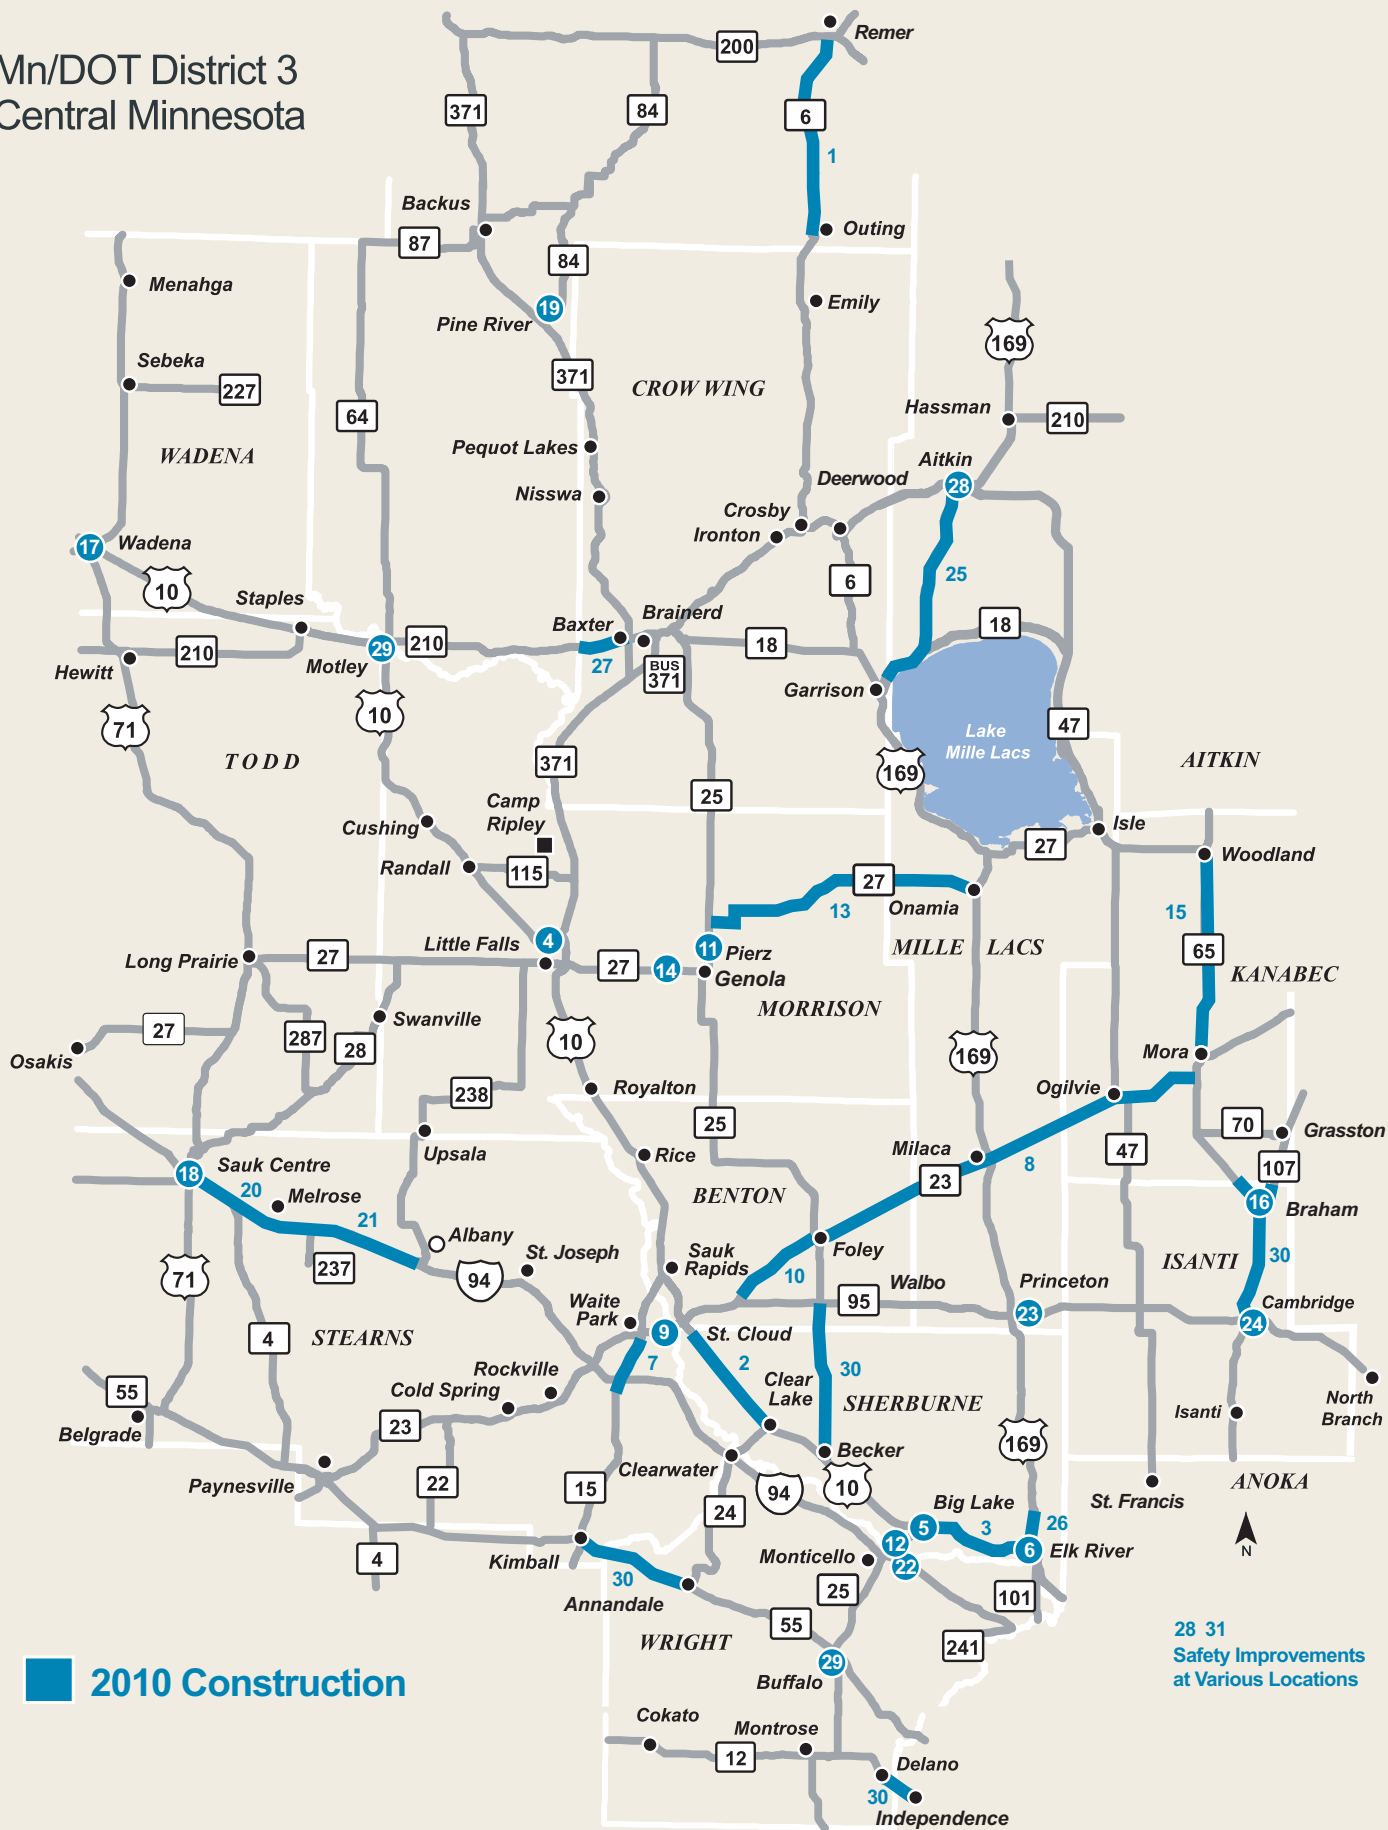 Mn/DOT District 3
Central Minnesota
Remer
200
371
84
6
1
Backus
87
Outing
84
Menahga
19
Pine River
Emily
169
Sebeka
227
371
CROW WING
64
Hassman
210
WADENA
Pequot Lakes
Aitkin
Nisswa
Deerwood
28
Crosby
Ironton
17
Wadena
10
6
25
Staples
Baxter
Brainerd
18
210
29
210
27
18
Motley
BUS
371
Hewitt
Garrison
71
10
47
Lake
Mille Lacs
TODD
371
169
AITKIN
25
Camp
Ripley
Cushing
Isle
27
Woodland
Randall
115
27
13
Onamia
15
Little Falls
4
11
Pierz
MILLE LACS
65
Long Prairie
27
27
14
Genola
KANABEC
MORRISON
Swanville
27
287
28
10
169
Osakis
Mora
Royalton
Ogilvie
238
25
70
Grasston
Upsala
Rice
Milaca
47
8
107
18
Sauk Centre
23
20
Melrose
BENTON
16
Braham
21
Albany
Foley
St. Joseph
Sauk
Rapids
ISANTI
30
237
94
10
71
Walbo
Princeton
95
Cambridge
Waite
Park
9
23
24
4
STEARNS
St. Cloud
7
2
30
Rockville
Clear
Lake
55
Cold Spring
North
Branch
SHERBURNE
Belgrade
23
Isanti
169
Becker
Paynesville
Clearwater
22
15
94
10
ANOKA
St. Francis
24
Big Lake
5
3
26
N
12
6
Elk River
4
Kimball
Monticello
22
30
25
101
Annandale
55
28 31
Safety Improvements
at Various Locations
WRIGHT
241
29
2010 Construction
Buffalo
Cokato
Montrose
12
Delano
30
Independence